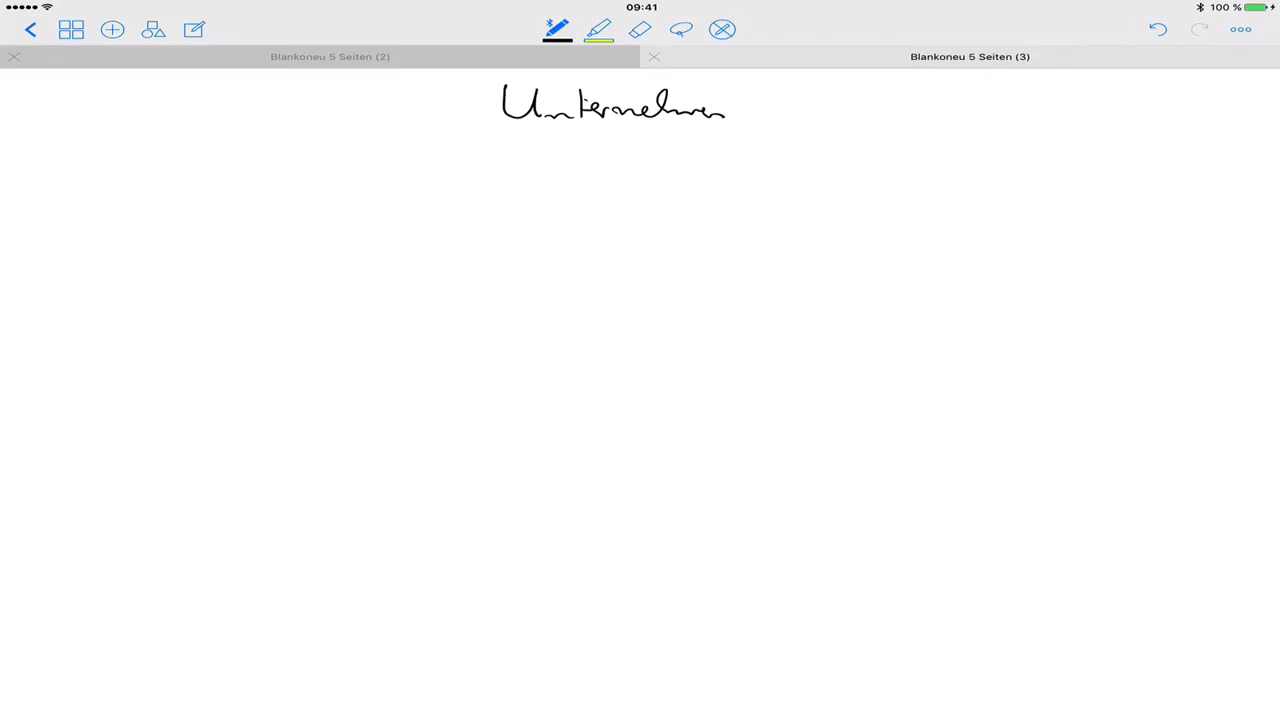 09:41
100 %
Blankoneu 5 Seiten (2)
Blankoneu 5 Seiten (3)
Unternehmen